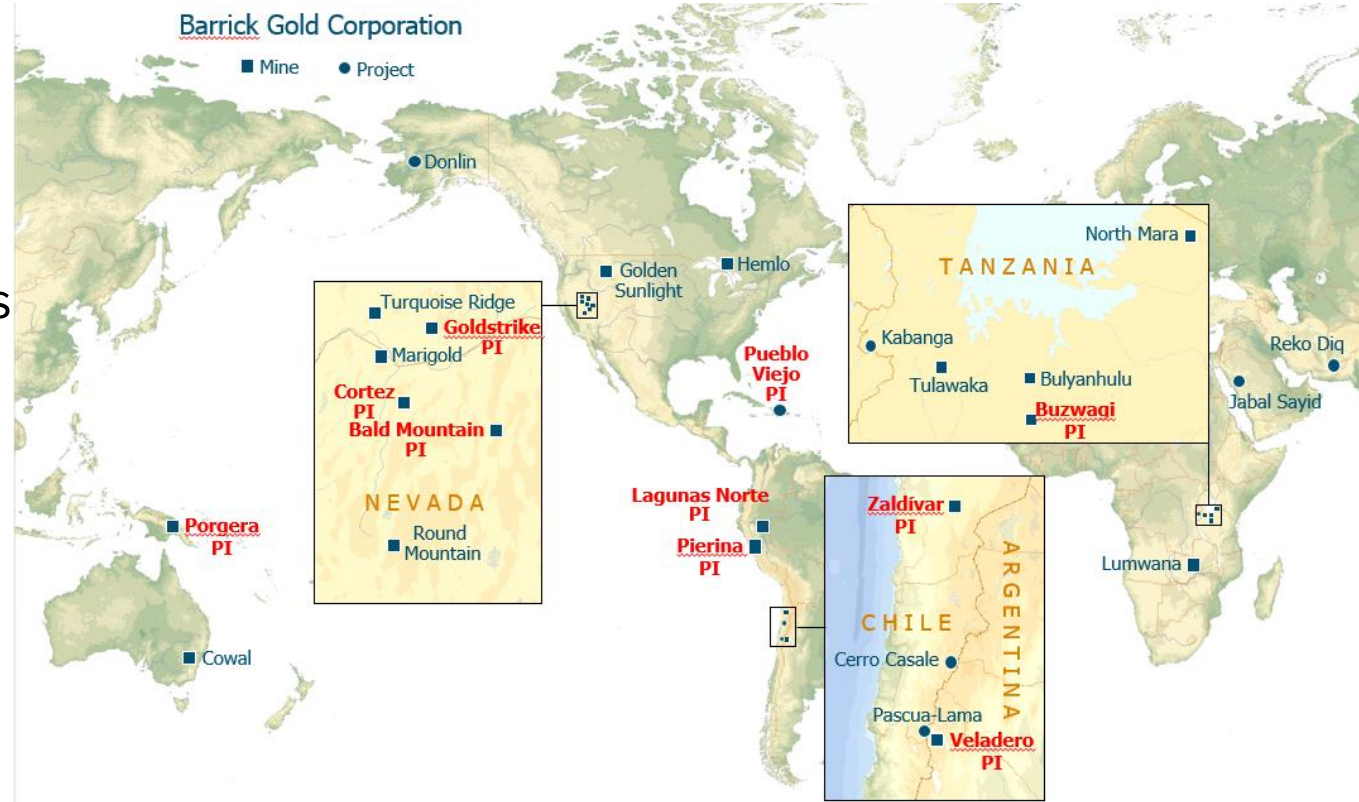 Barrick Gold Corporation
Mine
Project
Donlin
Golden
Sunlight
Hemlo
Turquoise Ridge
Goldstrike
PI
Marigold
Cortez
PI
Bald Mountain
PI
NEVADA
Round
Mountain
Pueblo
Viejo
PI
TANZANIA
North Mara
Kabanga
Tulawaka
Bulyanhulu
Buzwagi
PI
Reko Diq
Jabal Sayid
Lumwana
s
Porgera
PI
Cowal
Lagunas Norte
PI
Pierina
PI
Zaldívar
PI
CHILE
ARGENTINA
Cerro Casale
Pascua-Lama
Veladero
PI